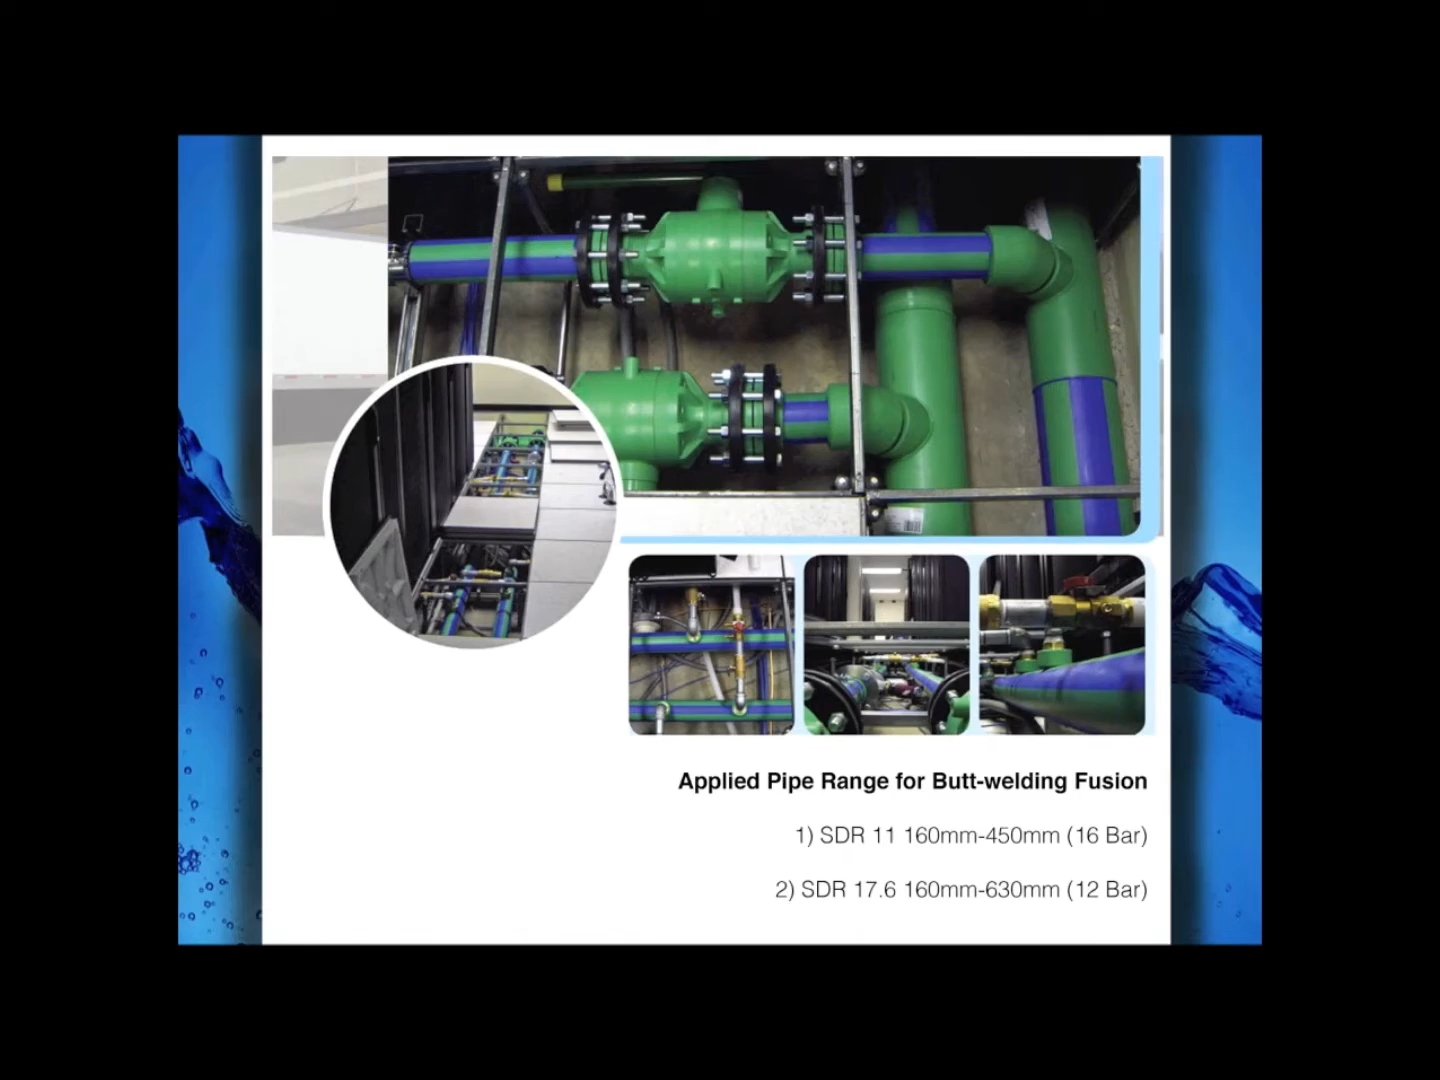 Applied Pipe Range for Butt-welding Fusion
1) SDR 11 160mm-450mm (16 Bar)
2) SDR 17.6 160mm-630mm (12 Bar)